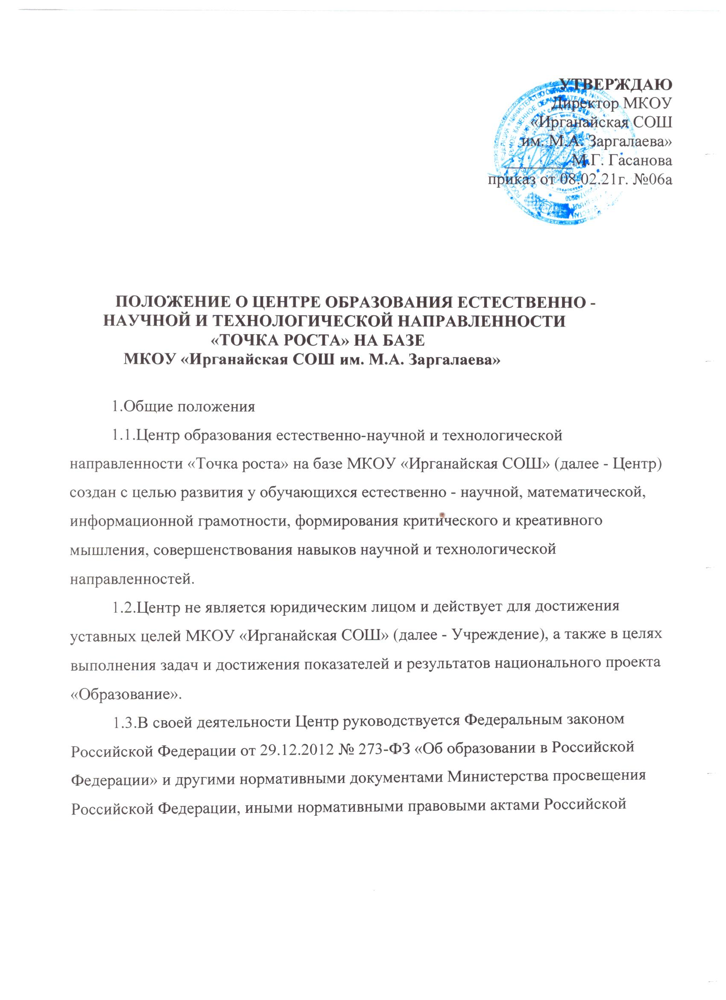 УТВЕРЖДАЮ
Директор МКОУ
«Ирганайская СОШ
им. М.А. Заргалаева»
________М.Г. Гасанова
приказ от 08.02.21г. №06а
ПОЛОЖЕНИЕ О ЦЕНТРЕ ОБРАЗОВАНИЯ ЕСТЕСТВЕННО -
НАУЧНОЙ И ТЕХНОЛОГИЧЕСКОЙ НАПРАВЛЕННОСТИ
«ТОЧКА РОСТА» НА БАЗЕ
МКОУ «Ирганайская СОШ им. М.А. Заргалаева»
1.Общие положения
1.1.Центр образования естественно-научной и технологической
направленности «Точка роста» на базе МКОУ «Ирганайская СОШ» (далее - Центр)
создан с целью развития у обучающихся естественно - научной, математической,
информационной грамотности, формирования критического и креативного
мышления, совершенствования навыков научной и технологической
направленностей.
1.2.Центр не является юридическим лицом и действует для достижения
уставных целей МКОУ «Ирганайская СОШ» (далее - Учреждение), а также в целях
выполнения задач и достижения показателей и результатов национального проекта
«Образование».
1.3.В своей деятельности Центр руководствуется Федеральным законом
Российской Федерации от 29.12.2012 № 273-ФЗ «Об образовании в Российской
Федерации» и другими нормативными документами Министерства просвещения
Российской Федерации, иными нормативными правовыми актами Российской